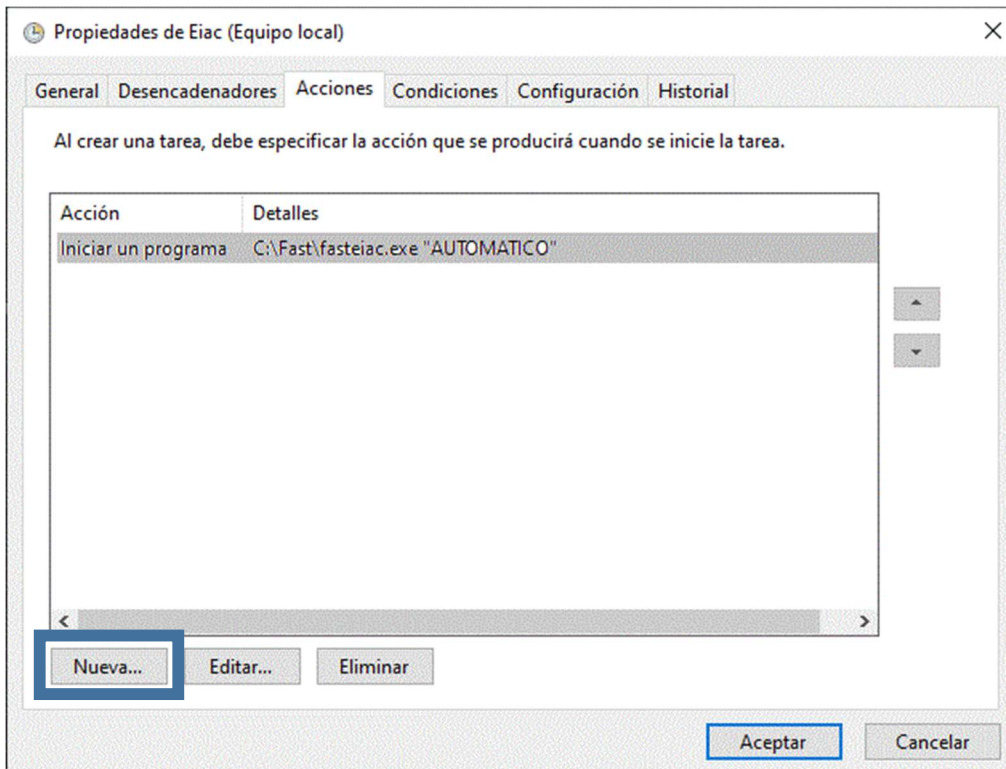 Propiedades de Eiac (Equipo local)
General Desencadenadores Acciones Condiciones Configuración Historial
Al crear una tarea, debe especificar la acción que se producirá cuando se inicie la tarea.
Acción Detalles
Iniciar un programa C:\Fast\fasteiac.exe "AUTOMATICO"
Nueva... Editar... Eliminar
Aceptar Cancelar